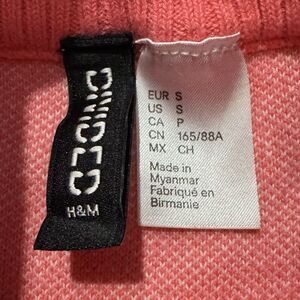 DIVIDED
H&M
EUR S
US S
CA P
CN 165/88A
MX CH
Made in
Myanmar
Fabriqué en
Birmanie